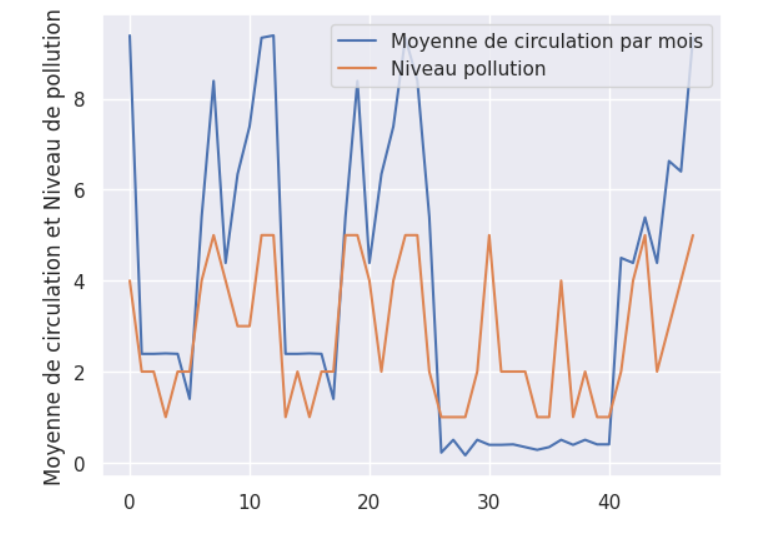 Moyenne de circulation et Niveau de pollution
Moyenne de circulation par mois
Niveau pollution
8
6
4
2
0
0 10 20 30 40